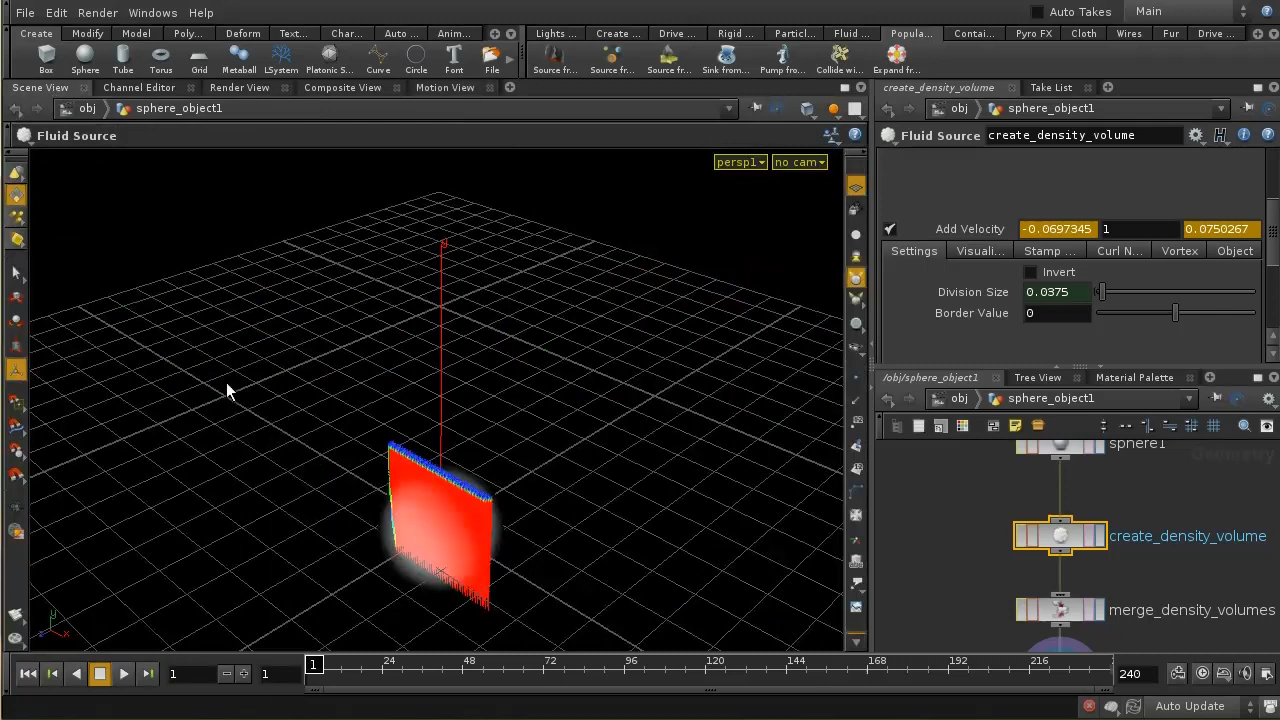 File Edit Render Windows Help Auto Takes Main
Create Modify Model Poly... Deform Text... Char... Auto ... Anim... Lights ... Create ... Drive ... Rigid ... Particl... Fluid ... Popula... Contai... Pyro FX Cloth Wires Fur Drive ...
Box Sphere Tube Torus Grid Metaball LSystem Platonic S... Curve Circle Font File Source fr... Source fr... Source fr... Sink from... Pump fro... Collide wi... Expand fr...
Scene View Channel Editor Render View Composite View Motion View create_density_volume Take List
obj sphere_object1 obj sphere_object1
Fluid Source Fluid Source create_density_volume
persp1 no cam
Add Velocity -0.0697345 1 0.0750267
Settings Visuali... Stamp ... Curl N... Vortex Object
y
Invert
Division Size 0.0375
Border Value 0
/obj/sphere_object1 Tree View Material Palette
obj sphere_object1
sphere1
Geometry
create_density_volume
merge_density_volumes
y
z x
1 1 1 24 48 72 96 120 144 168 192 216 240
Auto Update